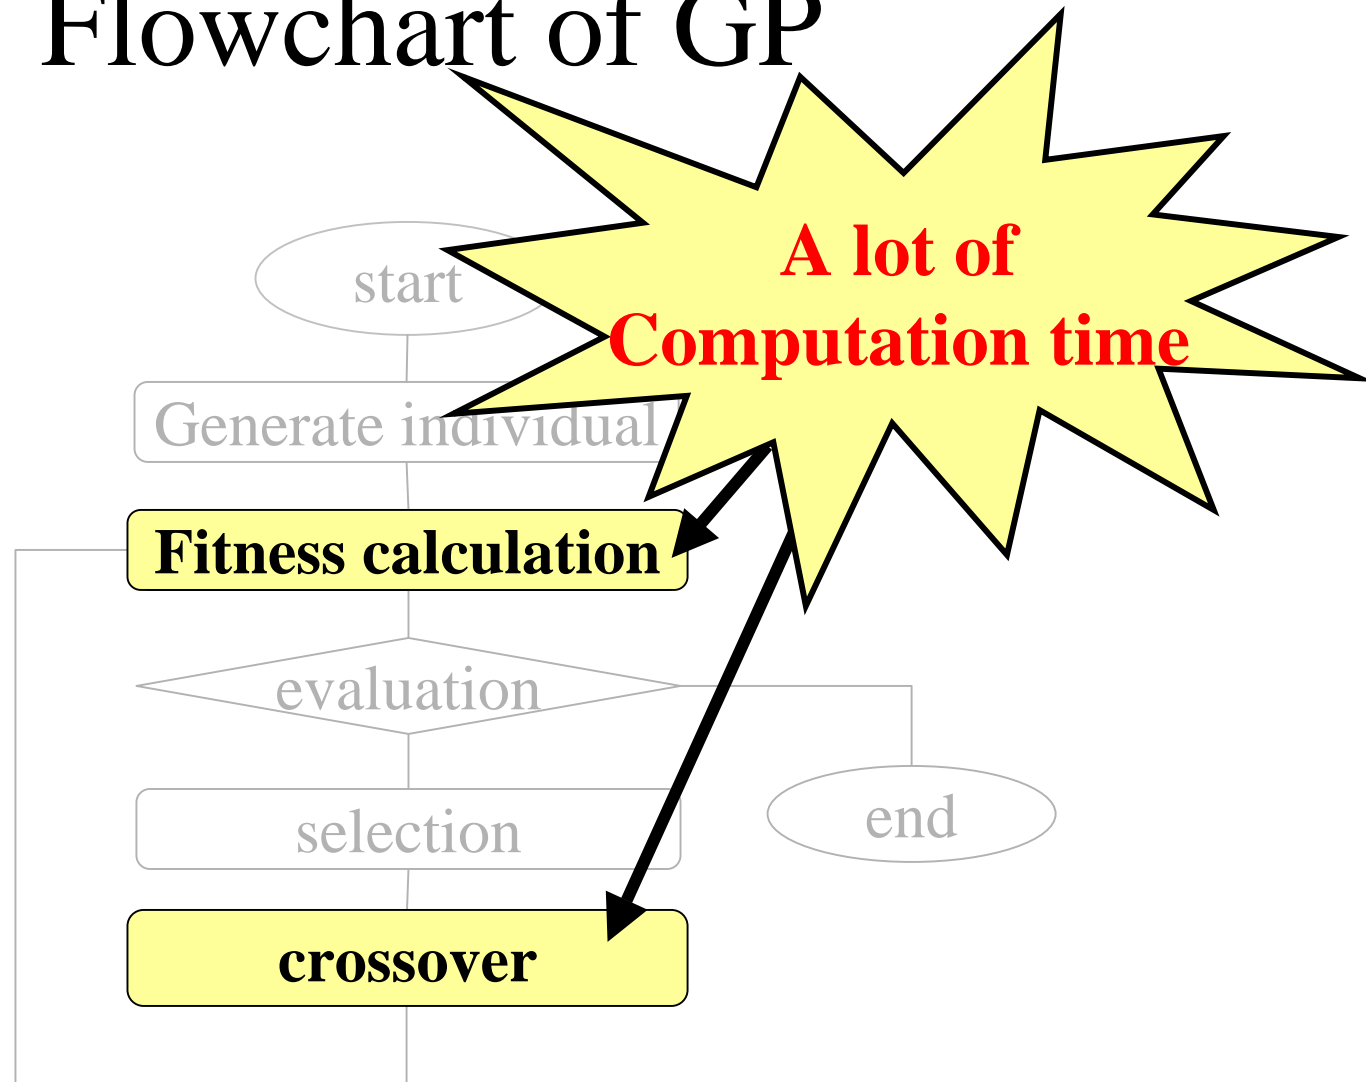 Flowchart of GP
A lot of
Computation time
start
Generate individual
Fitness calculation
evaluation
selection
end
crossover